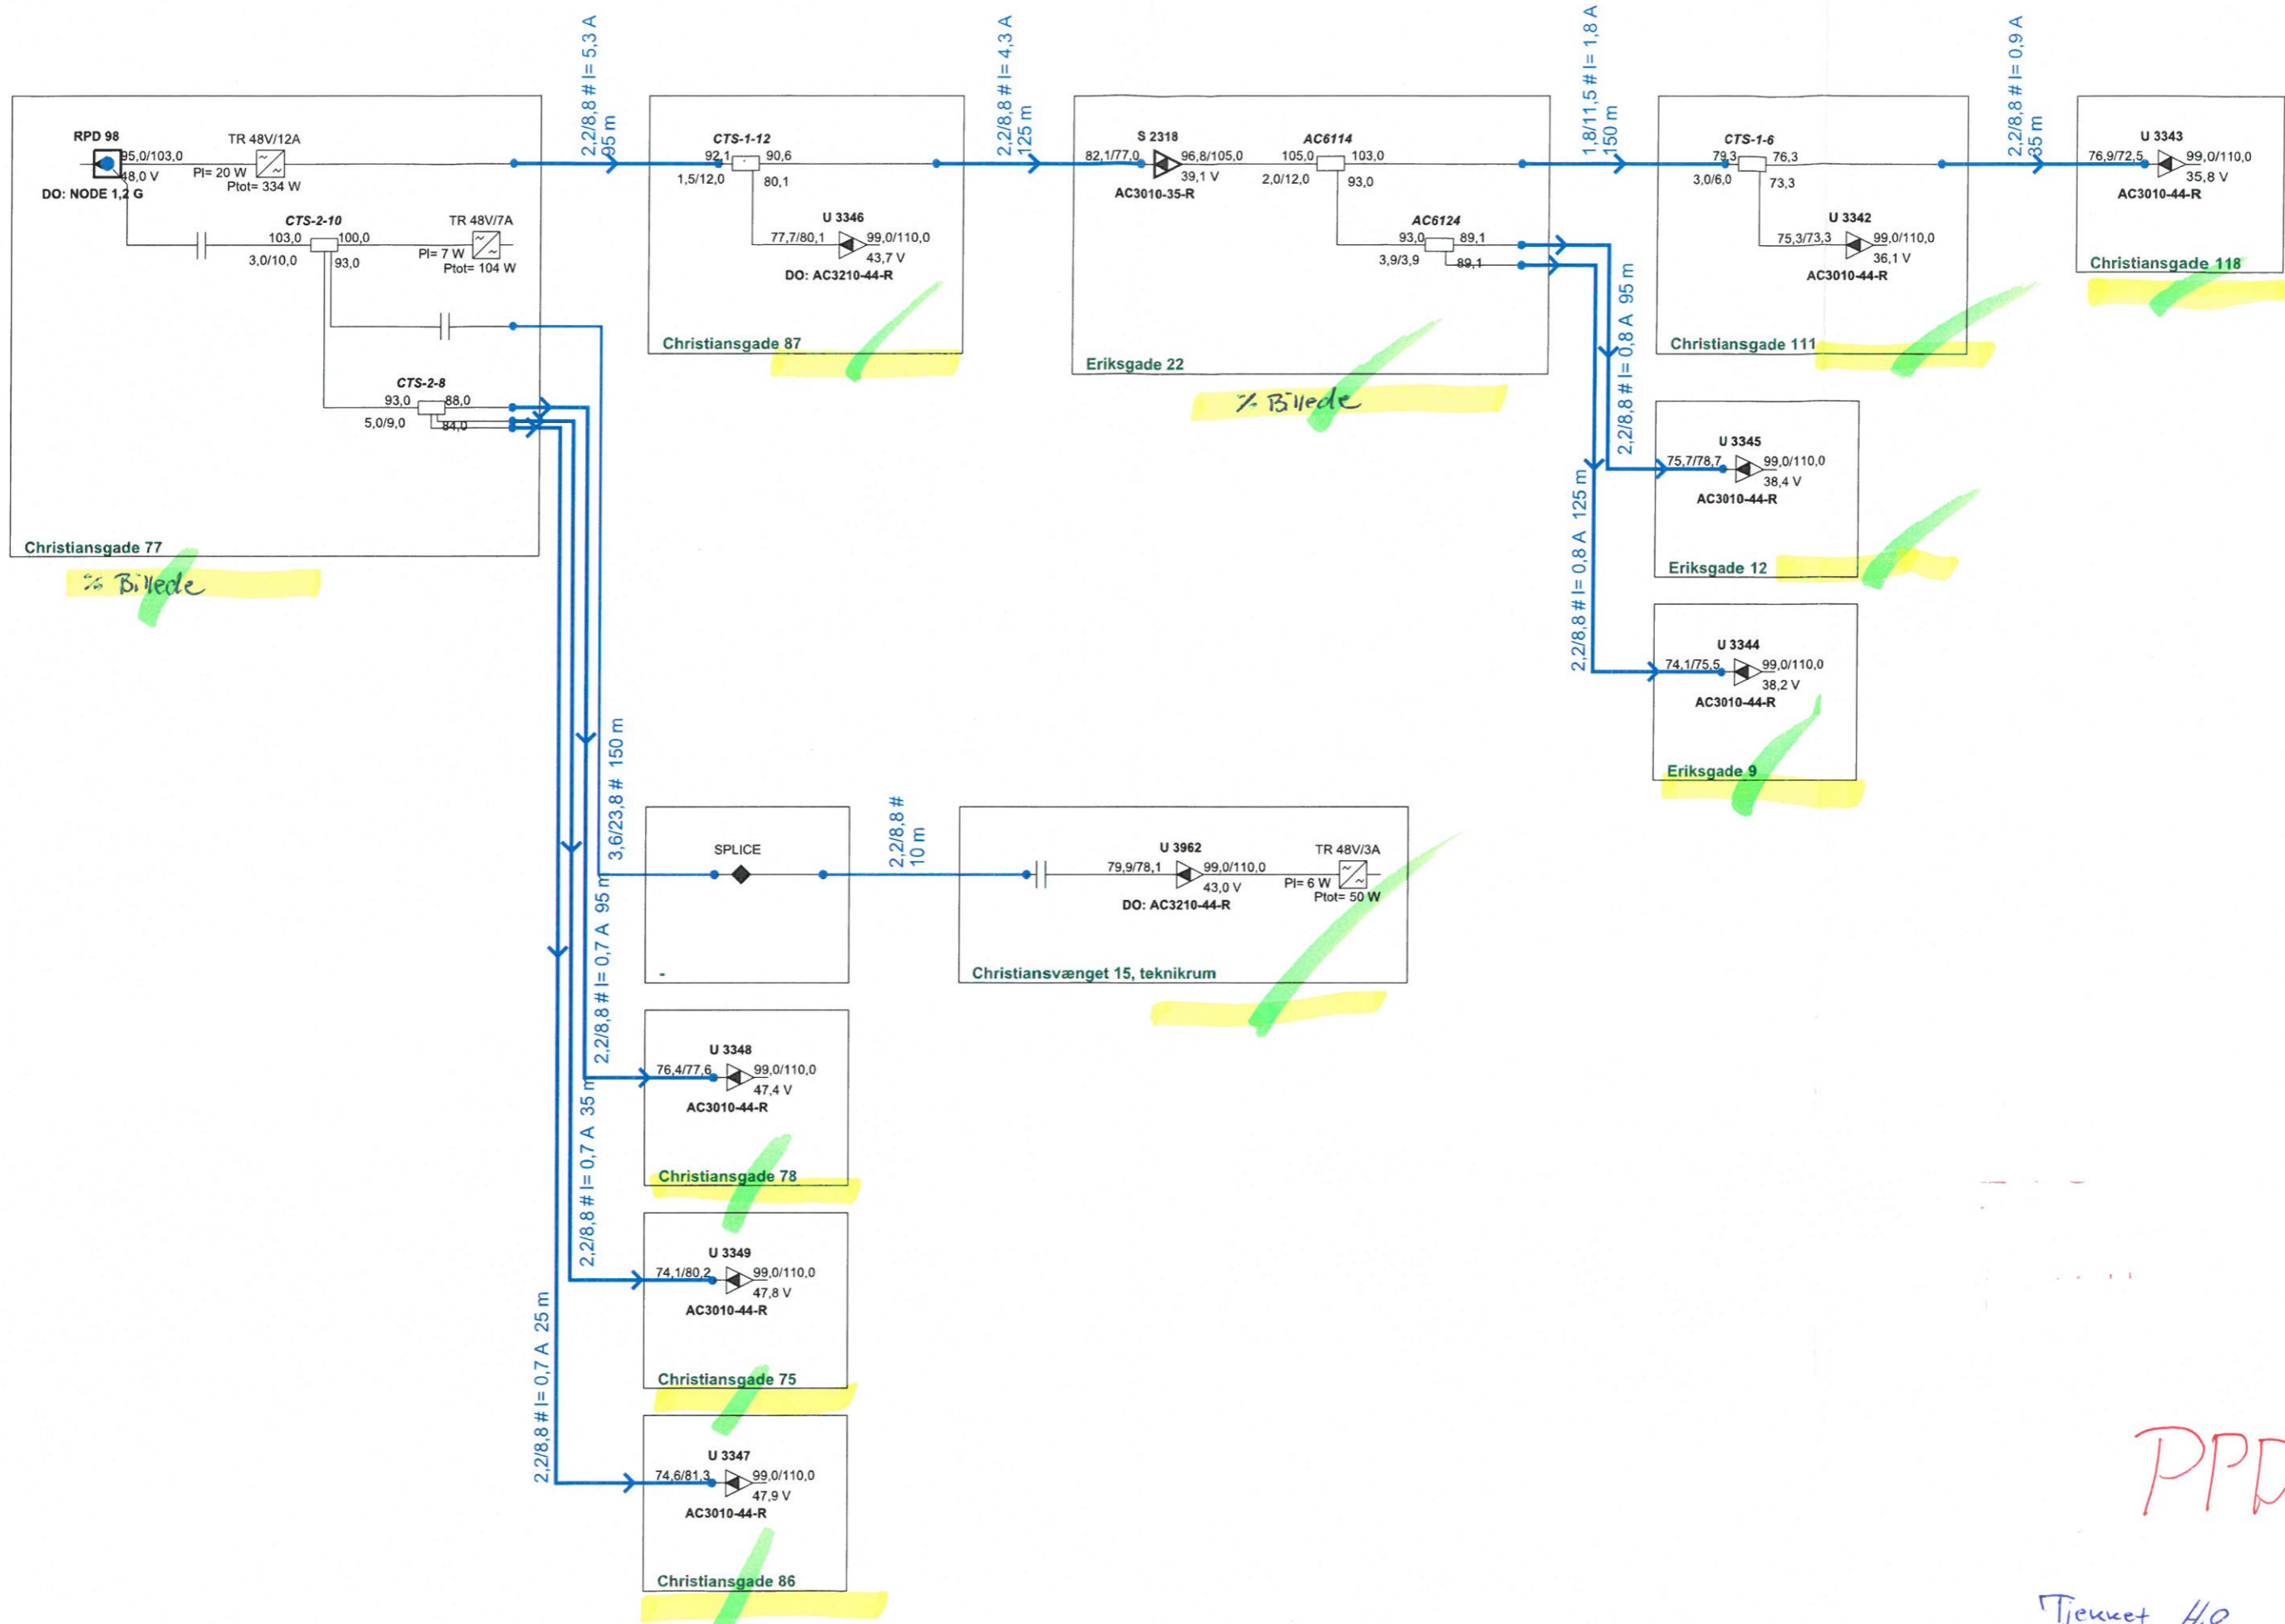 RPD 98
95,0/103,0
48,0 V
DO: NODE 1,2 G
TR 48V/12A
PI= 20 W
Ptot= 334 W
CTS-2-10
103,0
100,0
3,0/10,0
93,0
TR 48V/7A
PI= 7 W
Ptot= 104 W
CTS-2-8
93,0
88,0
5,0/9,0
84,0
Christiansgade 77
% Billede
2,2/8,8 # I= 5,3 A
95 m
CTS-1-12
92,1
90,6
1,5/12,0
80,1
U 3346
77,7/80,1
99,0/110,0
43,7 V
DO: AC3210-44-R
Christiansgade 87
2,2/8,8 # I= 4,3 A
125 m
S 2318
82,1/77,0
96,8/105,0
39,1 V
AC3010-35-R
AC6114
105,0
103,0
2,0/12,0
93,0
AC6124
93,0
89,1
3,9/3,9
89,1
Eriksgade 22
% Billede
1,8/11,5 # I= 1,8 A
150 m
CTS-1-6
79,3
76,3
3,0/6,0
73,3
U 3342
75,3/73,3
99,0/110,0
36,1 V
AC3010-44-R
Christiansgade 111
2,2/8,8 # I= 0,9 A
35 m
U 3343
76,9/72,5
99,0/110,0
35,8 V
AC3010-44-R
Christiansgade 118
2,2/8,8 # I= 0,8 A 95 m
U 3345
75,7/78,7
99,0/110,0
38,4 V
AC3010-44-R
Eriksgade 12
2,2/8,8 # I= 0,8 A 125 m
U 3344
74,1/75,5
99,0/110,0
38,2 V
AC3010-44-R
Eriksgade 9
3,6/23,8 # 150 m
SPLICE
-
2,2/8,8 #
10 m
U 3962
79,9/78,1
99,0/110,0
43,0 V
DO: AC3210-44-R
TR 48V/3A
PI= 6 W
Ptot= 50 W
Christiansvænget 15, teknikrum
2,2/8,8 # I= 0,7 A 95 m
U 3348
76,4/77,6
99,0/110,0
47,4 V
AC3010-44-R
Christiansgade 78
2,2/8,8 # I= 0,7 A 35 m
U 3349
74,1/80,2
99,0/110,0
47,8 V
AC3010-44-R
Christiansgade 75
2,2/8,8 # I= 0,7 A 25 m
U 3347
74,6/81,3
99,0/110,0
47,9 V
AC3010-44-R
Christiansgade 86
Tjekket